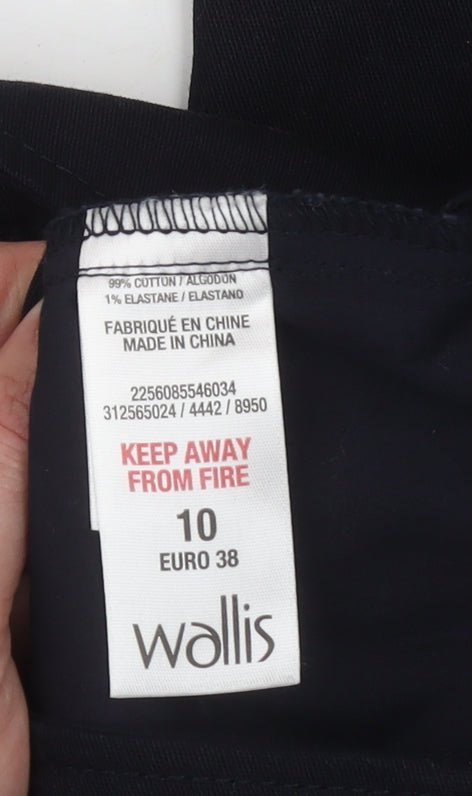 99% COTTON / ALGODON
1% ELASTANE / ELASTANO
FABRIQUÉ EN CHINE
MADE IN CHINA
2256085546034
312565024 / 4442 / 8950
KEEP AWAY
FROM FIRE
10
EURO 38
wallis